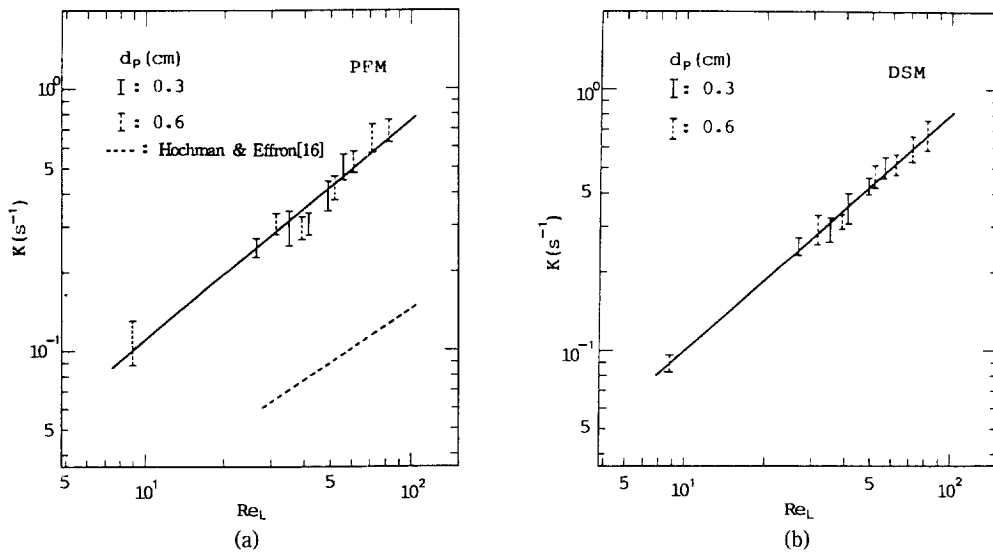 d_p (cm)
I : 0.3
I : 0.6
---- : Hochman & Effron[16]
PFM
10^0
5
10^-1
5
K (s^-1)
5
10^1
5
10^2
Re_L
(a)
d_p (cm)
I : 0.3
I : 0.6
DSM
10^0
5
10^-1
5
K (s^-1)
5
10^1
5
10^2
Re_L
(b)